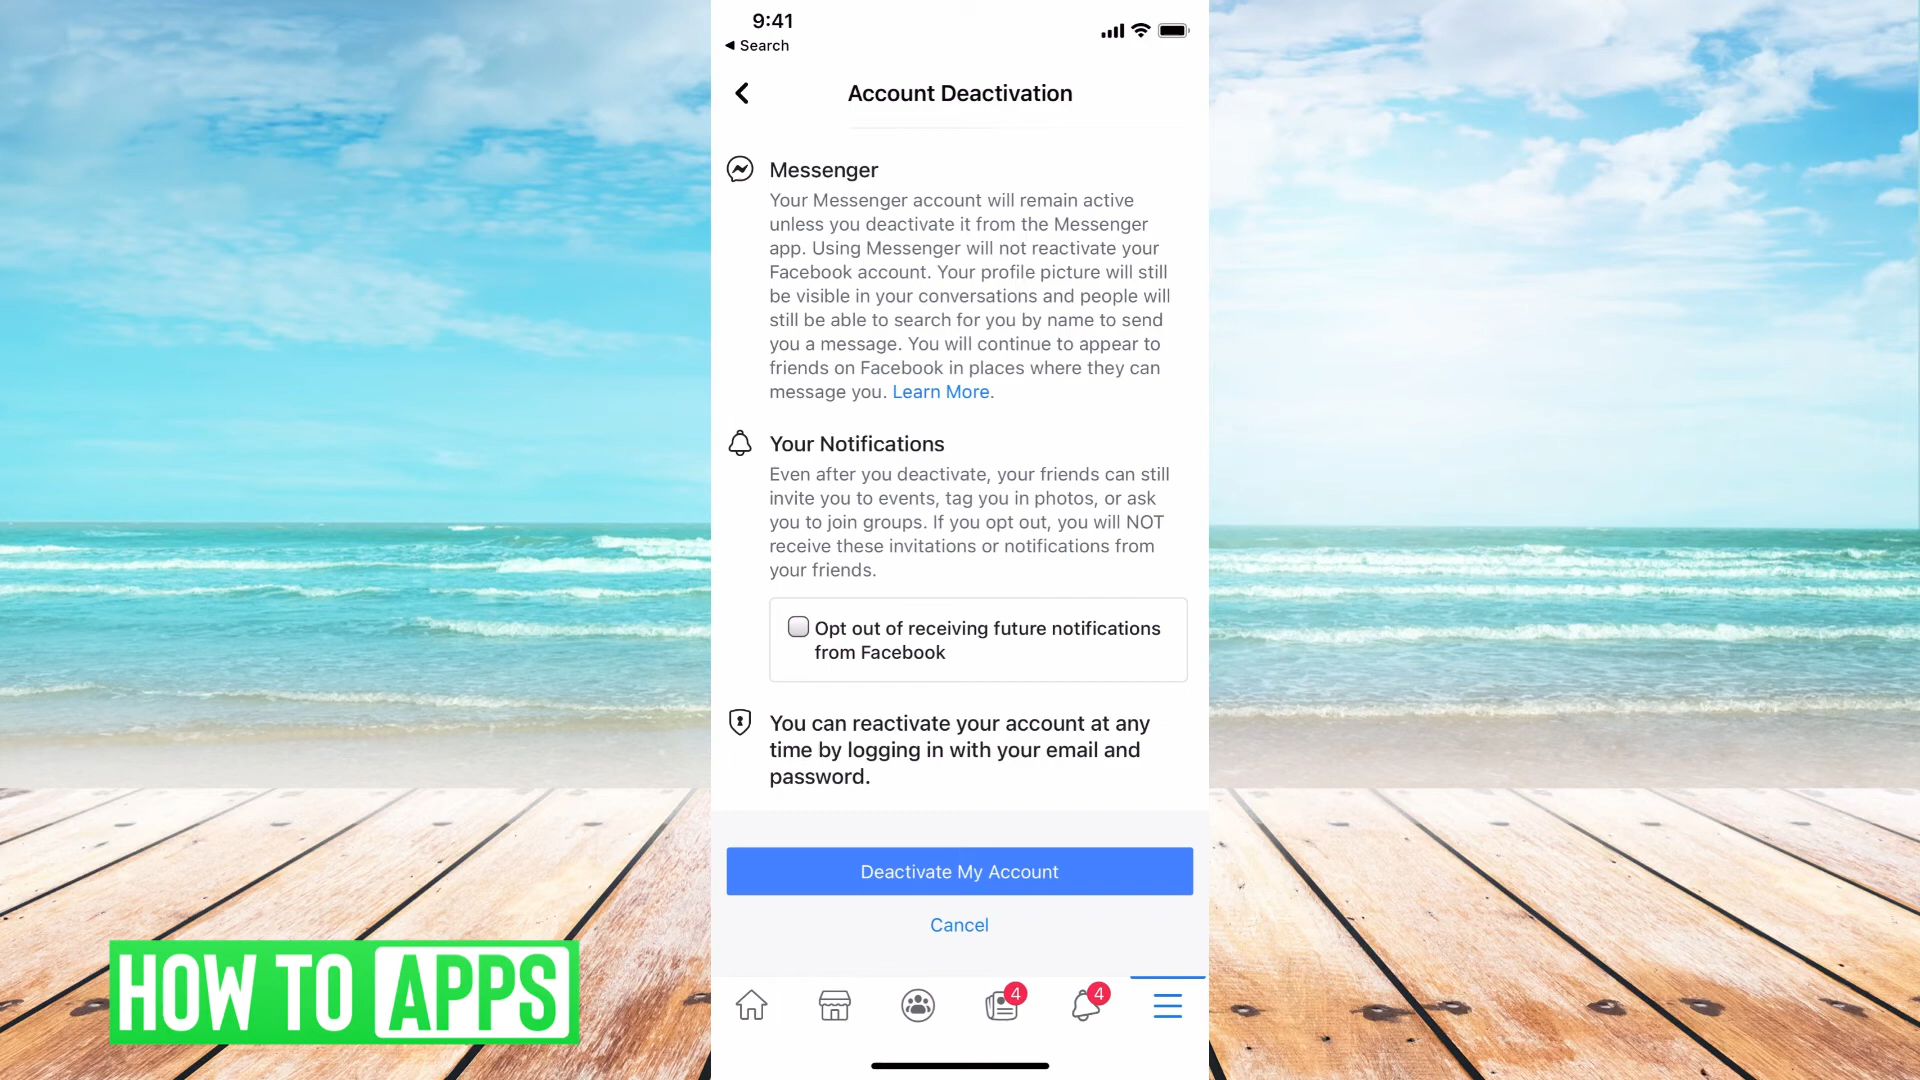 9:41
◀ Search
Account Deactivation
Messenger
Your Messenger account will remain active
unless you deactivate it from the Messenger
app. Using Messenger will not reactivate your
Facebook account. Your profile picture will still
be visible in your conversations and people will
still be able to search for you by name to send
you a message. You will continue to appear to
friends on Facebook in places where they can
message you. Learn More.
Your Notifications
Even after you deactivate, your friends can still
invite you to events, tag you in photos, or ask
you to join groups. If you opt out, you will NOT
receive these invitations or notifications from
your friends.
Opt out of receiving future notifications
from Facebook
You can reactivate your account at any
time by logging in with your email and
password.
Deactivate My Account
Cancel
4
4
HOW TO APPS